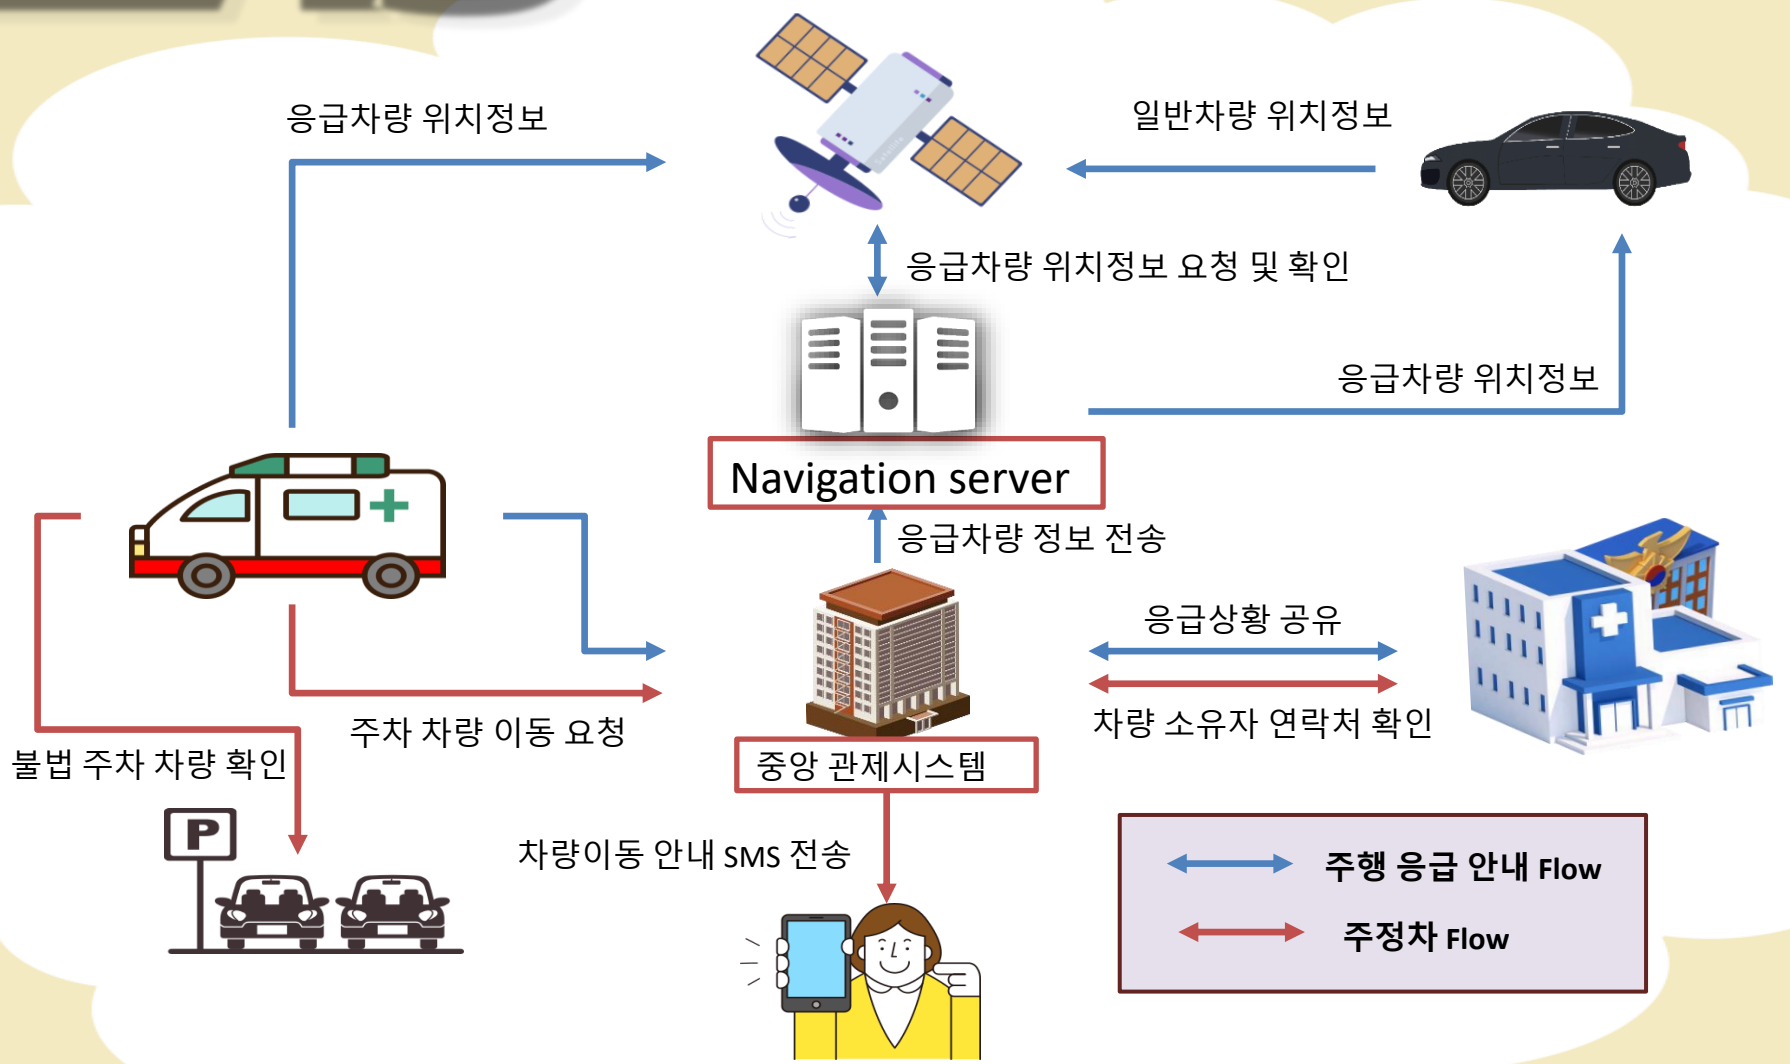 응급차량 위치정보
일반차량 위치정보
응급차량 위치정보 요청 및 확인
응급차량 위치정보
Navigation server
응급차량 정보 전송
응급상황 공유
차량 소유자 연락처 확인
주차 차량 이동 요청
불법 주차 차량 확인
중앙 관제시스템
P
차량이동 안내 SMS 전송
주행 응급 안내 Flow
주정차 Flow